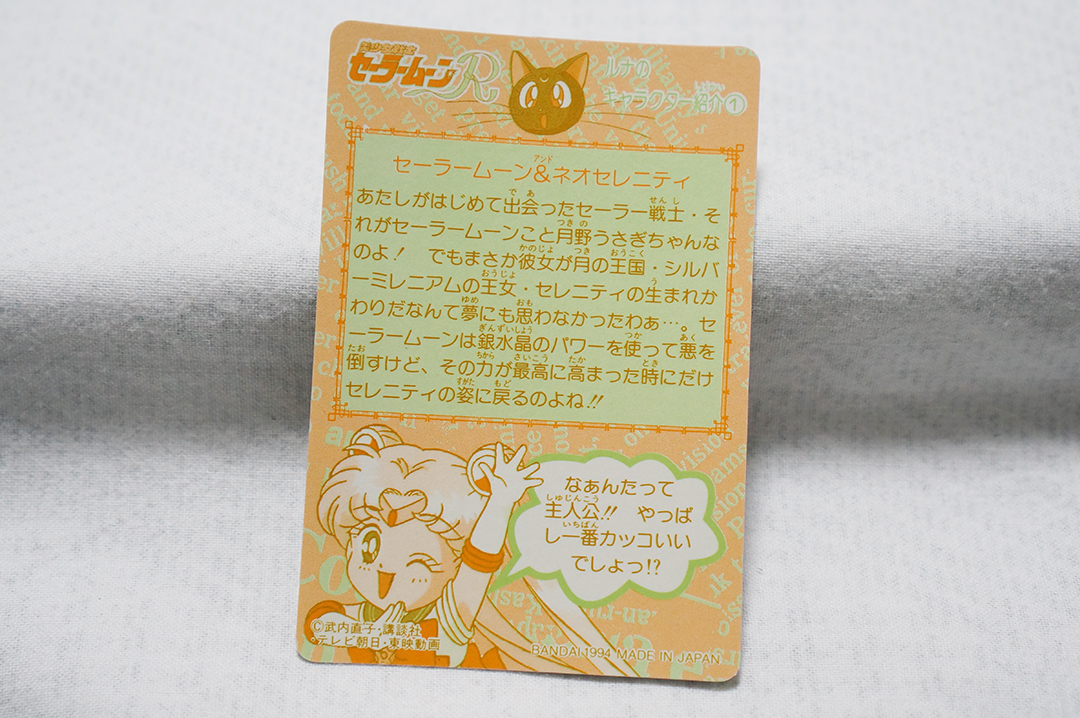 美少女戦士
セーラームーンR
ルナの
キャラクター紹介①
セーラームーン&ネオセレニティ
あたしがはじめて出会ったセーラー戦士・そ
れがセーラームーンこと月野うさぎちゃんな
のよ! でもまさか彼女が月の王国・シルバ
ーミレニアムの王女・セレニティの生まれか
わりだなんて夢にも思わなかったわぁ…。セ
ーラームーンは銀水晶のパワーを使って悪を
倒すけど、その力が最高に高まった時にだけ
セレニティの姿に戻るのよね!!
なぁんたって
主人公!! やっぱ
し一番カッコいい
でしょっ!?
©武内直子・講談社
・テレビ朝日・東映動画
BANDAI 1994 MADE IN JAPAN